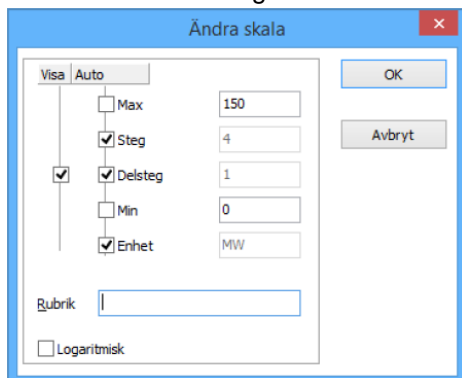 Ändra skala
Visa Auto
OK
Max 150
Steg 4
Avbryt
Delsteg 1
Min 0
Enhet MW
Rubrik
Logaritmisk